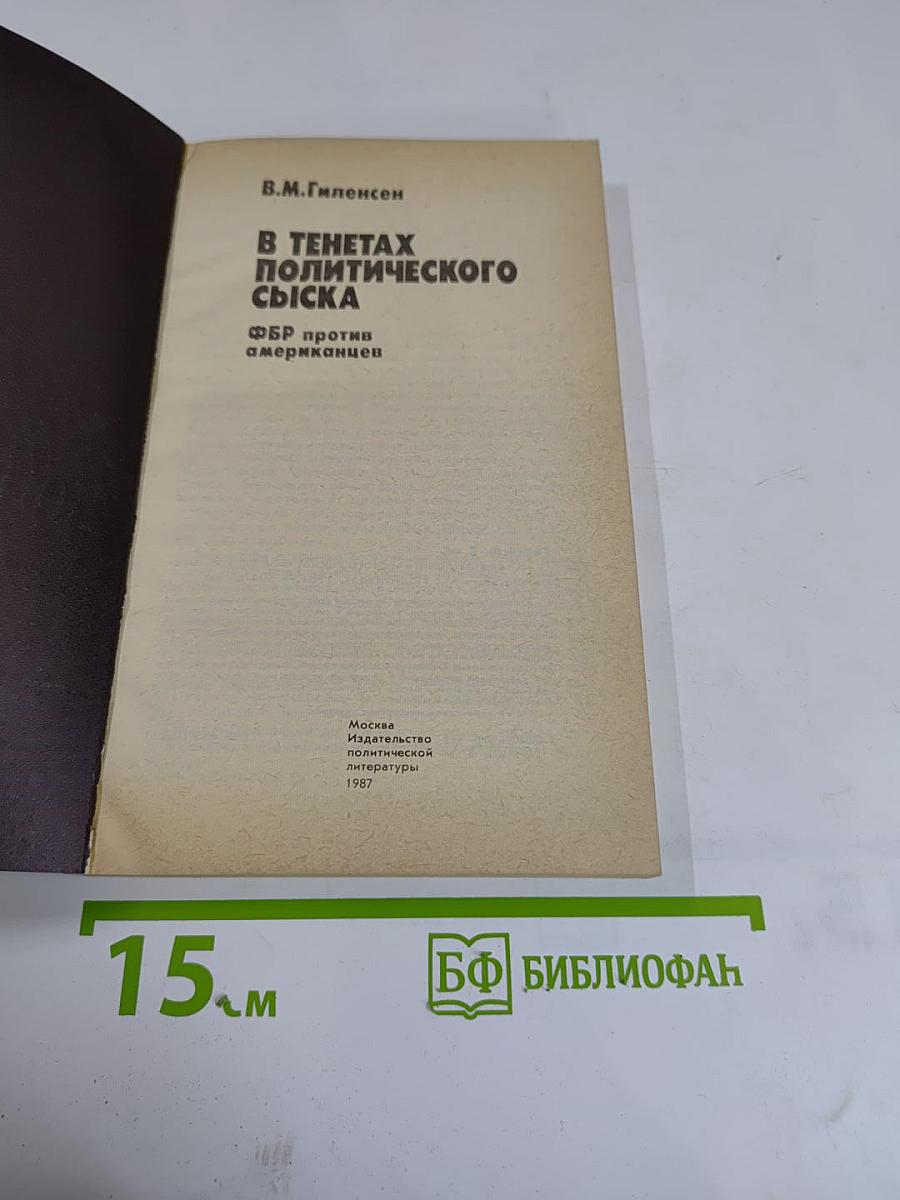 В.М.Гиленсен
В ТЕНЕТАХ
ПОЛИТИЧЕСКОГО
СЫСКА
ФБР против
американцев
Москва
Издательство
политической
литературы
1987
15 см
БФ БИБЛИОФАН